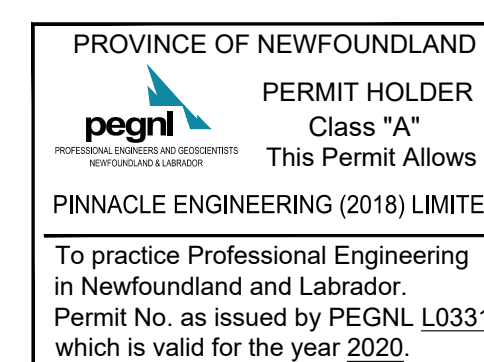 PROVINCE OF NEWFOUNDLAND
pegnl
PROFESSIONAL ENGINEERS AND GEOSCIENTISTS
NEWFOUNDLAND & LABRADOR
PERMIT HOLDER
Class "A"
This Permit Allows
PINNACLE ENGINEERING (2018) LIMITE
To practice Professional Engineering
in Newfoundland and Labrador.
Permit No. as issued by PEGNL L0331
which is valid for the year 2020.